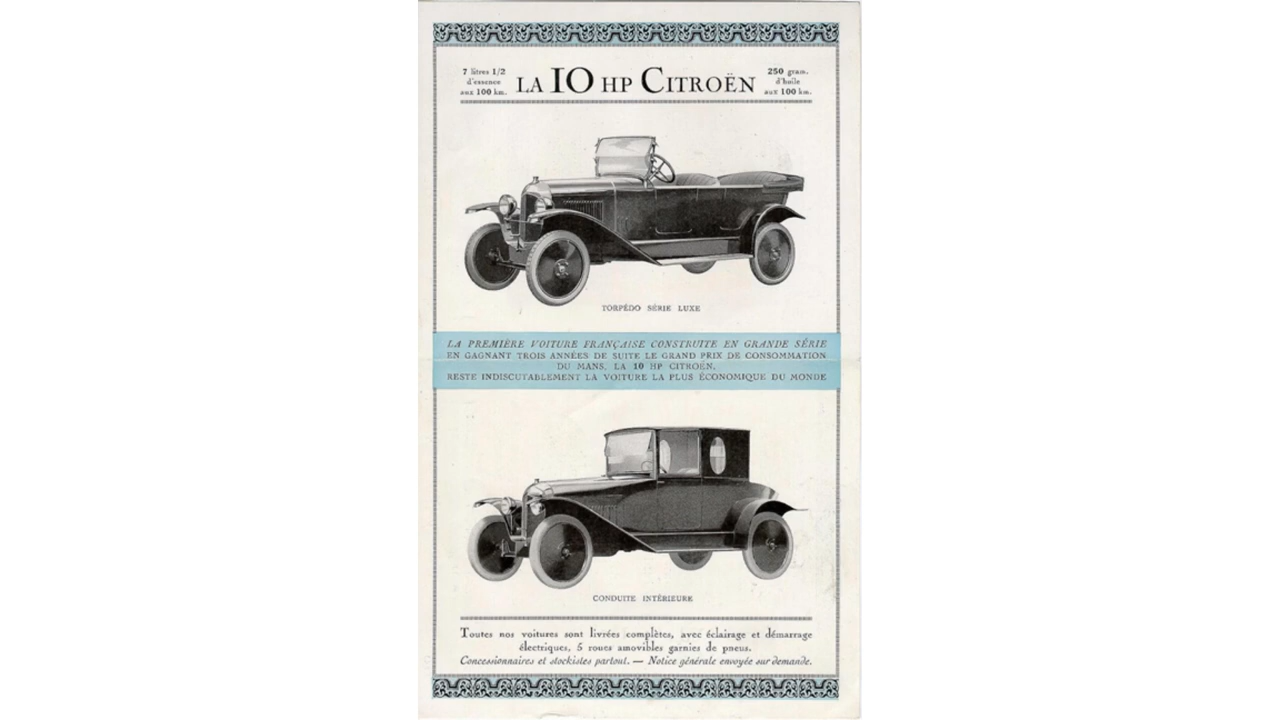 7 litres 1/2
d'essence
aux 100 km.
LA 10 HP CITROËN
250 gram.
d'huile
aux 100 km.
TORPÉDO SÉRIE LUXE
LA PREMIÈRE VOITURE FRANÇAISE CONSTRUITE EN GRANDE SÉRIE
EN GAGNANT TROIS ANNÉES DE SUITE LE GRAND PRIX DE CONSOMMATION
DU MANS, LA 10 HP CITROËN,
RESTE INDISCUTABLEMENT LA VOITURE LA PLUS ÉCONOMIQUE DU MONDE
CONDUITE INTÉRIEURE
Toutes nos voitures sont livrées complètes, avec éclairage et démarrage
électriques, 5 roues amovibles garnies de pneus.
Concessionnaires et stockistes partout. — Notice générale envoyée sur demande.